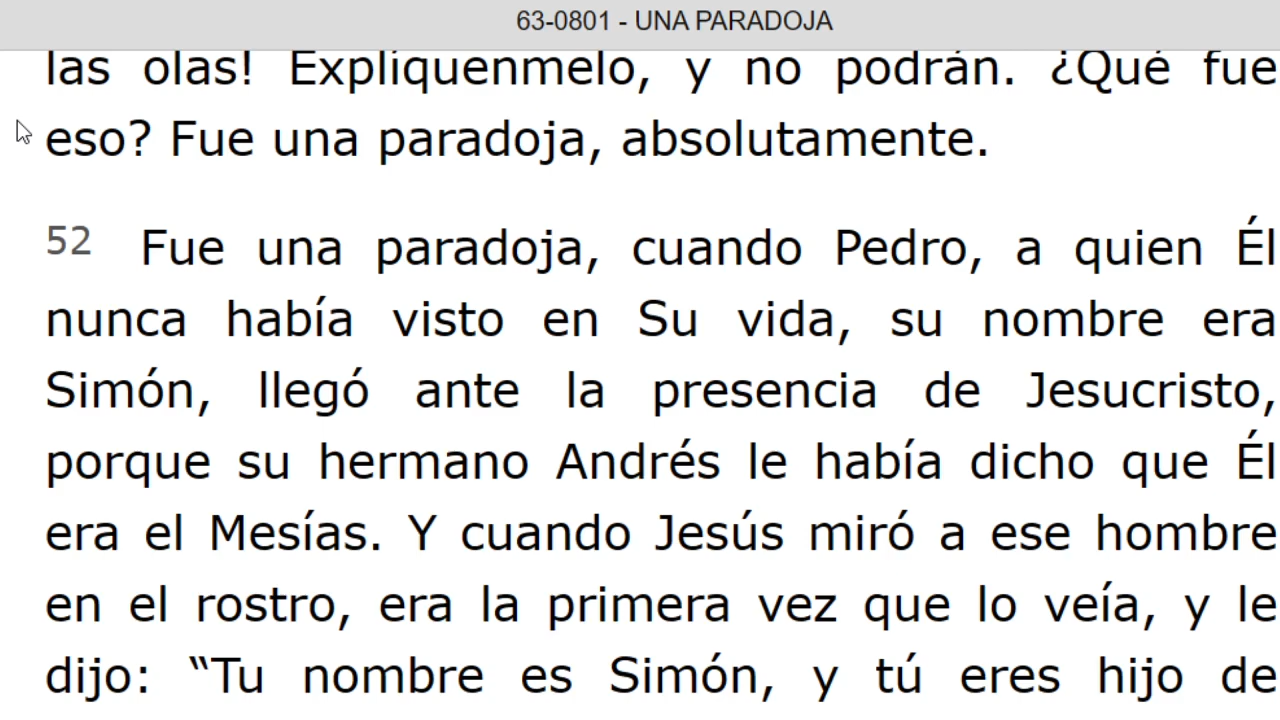 63-0801 - UNA PARADOJA
las olas! Explíquenmelo, y no podrán. ¿Qué fue
eso? Fue una paradoja, absolutamente.
52 Fue una paradoja, cuando Pedro, a quien Él
nunca había visto en Su vida, su nombre era
Simón, llegó ante la presencia de Jesucristo,
porque su hermano Andrés le había dicho que Él
era el Mesías. Y cuando Jesús miró a ese hombre
en el rostro, era la primera vez que lo veía, y le
dijo: “Tu nombre es Simón, y tú eres hijo de